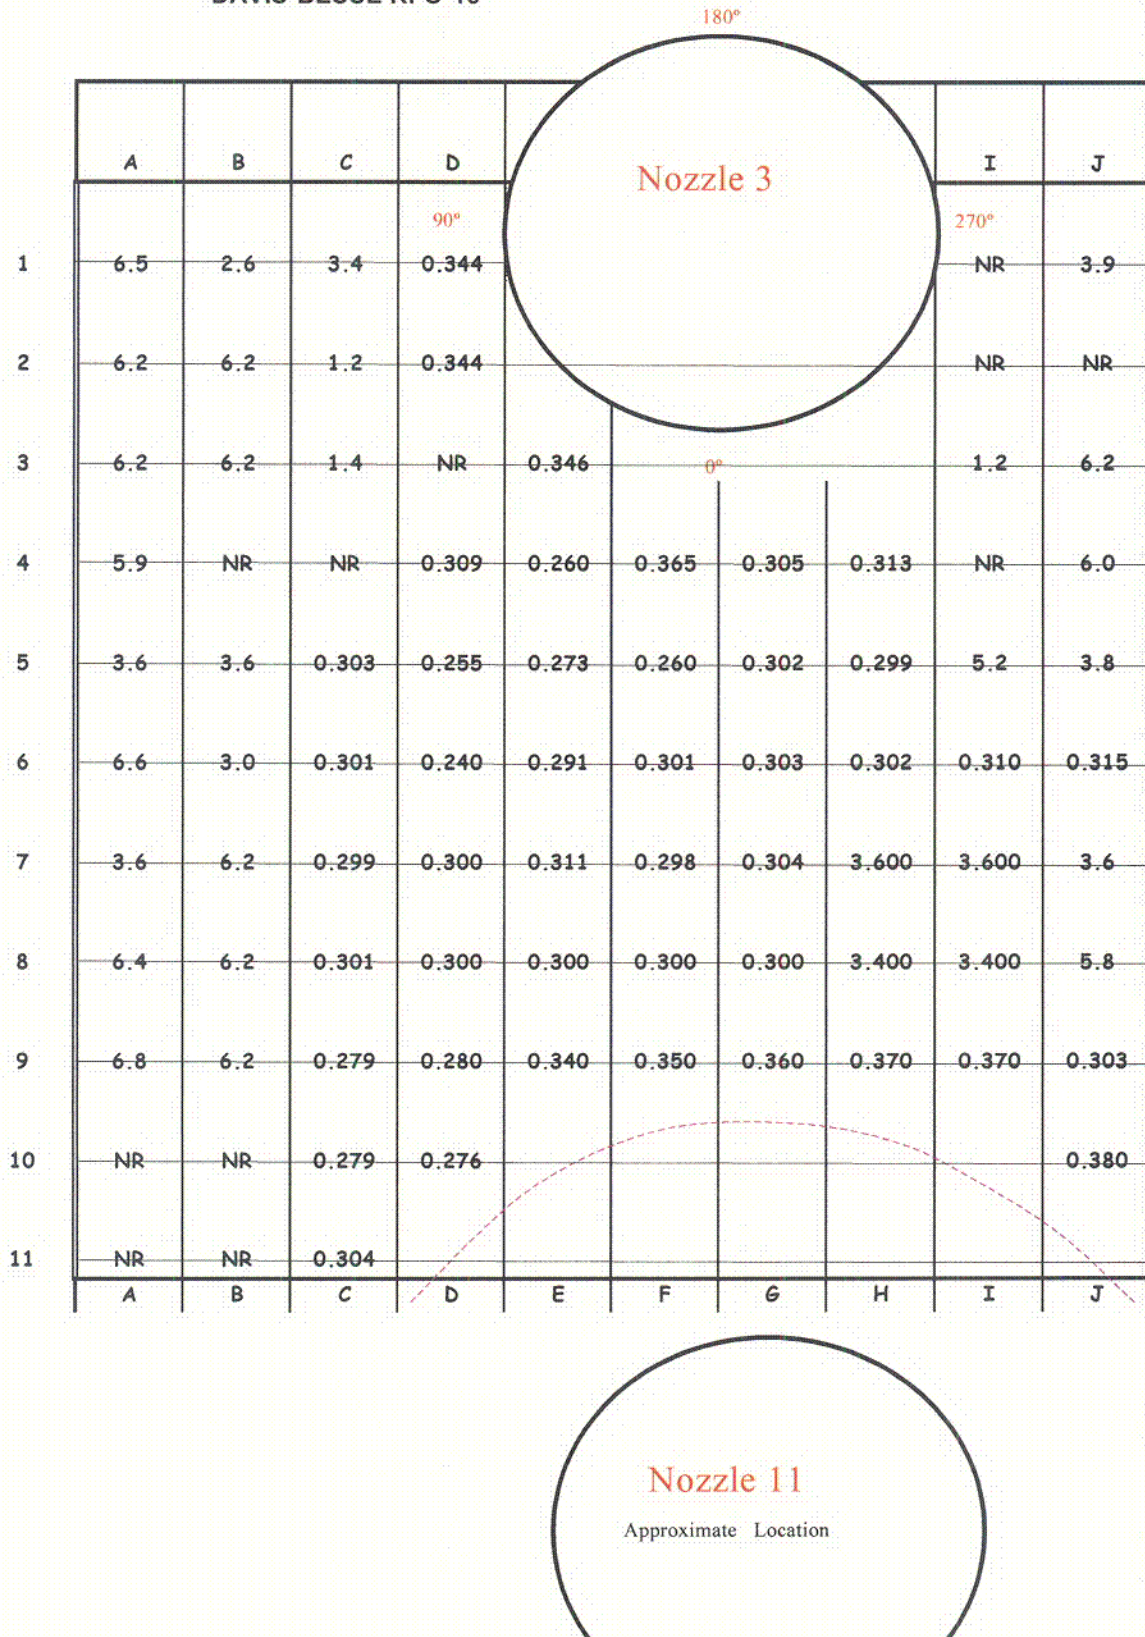 180°
A B C D I J
Nozzle 3
90° 270°
1 6.5 2.6 3.4 0.344 NR 3.9
2 6.2 6.2 1.2 0.344 NR NR
3 6.2 6.2 1.4 NR 0.346 0° 1.2 6.2
4 5.9 NR NR 0.309 0.260 0.365 0.305 0.313 NR 6.0
5 3.6 3.6 0.303 0.255 0.273 0.260 0.302 0.299 5.2 3.8
6 6.6 3.0 0.301 0.240 0.291 0.301 0.303 0.302 0.310 0.315
7 3.6 6.2 0.299 0.300 0.311 0.298 0.304 3.600 3.600 3.6
8 6.4 6.2 0.301 0.300 0.300 0.300 0.300 3.400 3.400 5.8
9 6.8 6.2 0.279 0.280 0.340 0.350 0.360 0.370 0.370 0.303
10 NR NR 0.279 0.276 0.380
11 NR NR 0.304
A B C D E F G H I J
Nozzle 11
Approximate Location